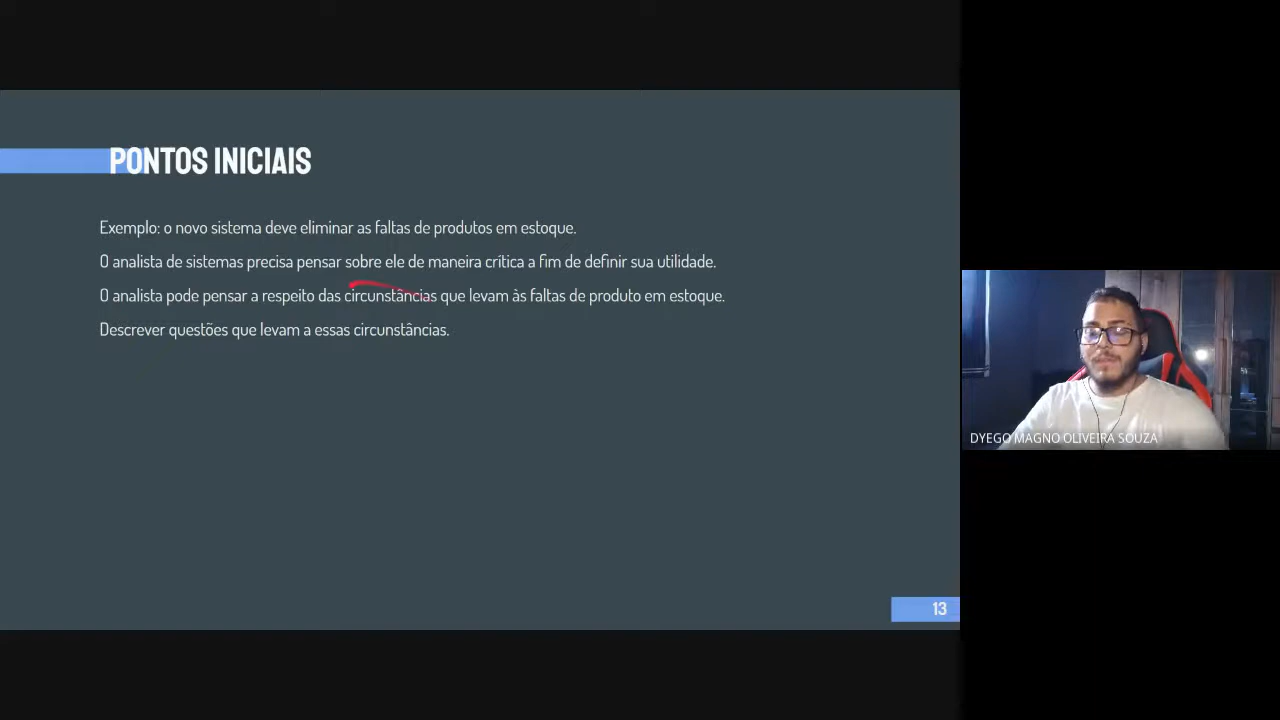 PONTOS INICIAIS
Exemplo: o novo sistema deve eliminar as faltas de produtos em estoque.
O analista de sistemas precisa pensar sobre ele de maneira crítica a fim de definir sua utilidade.
O analista pode pensar a respeito das circunstâncias que levam às faltas de produto em estoque.
Descrever questões que levam a essas circunstâncias.
DYEGO MAGNO OLIVEIRA SOUZA
13